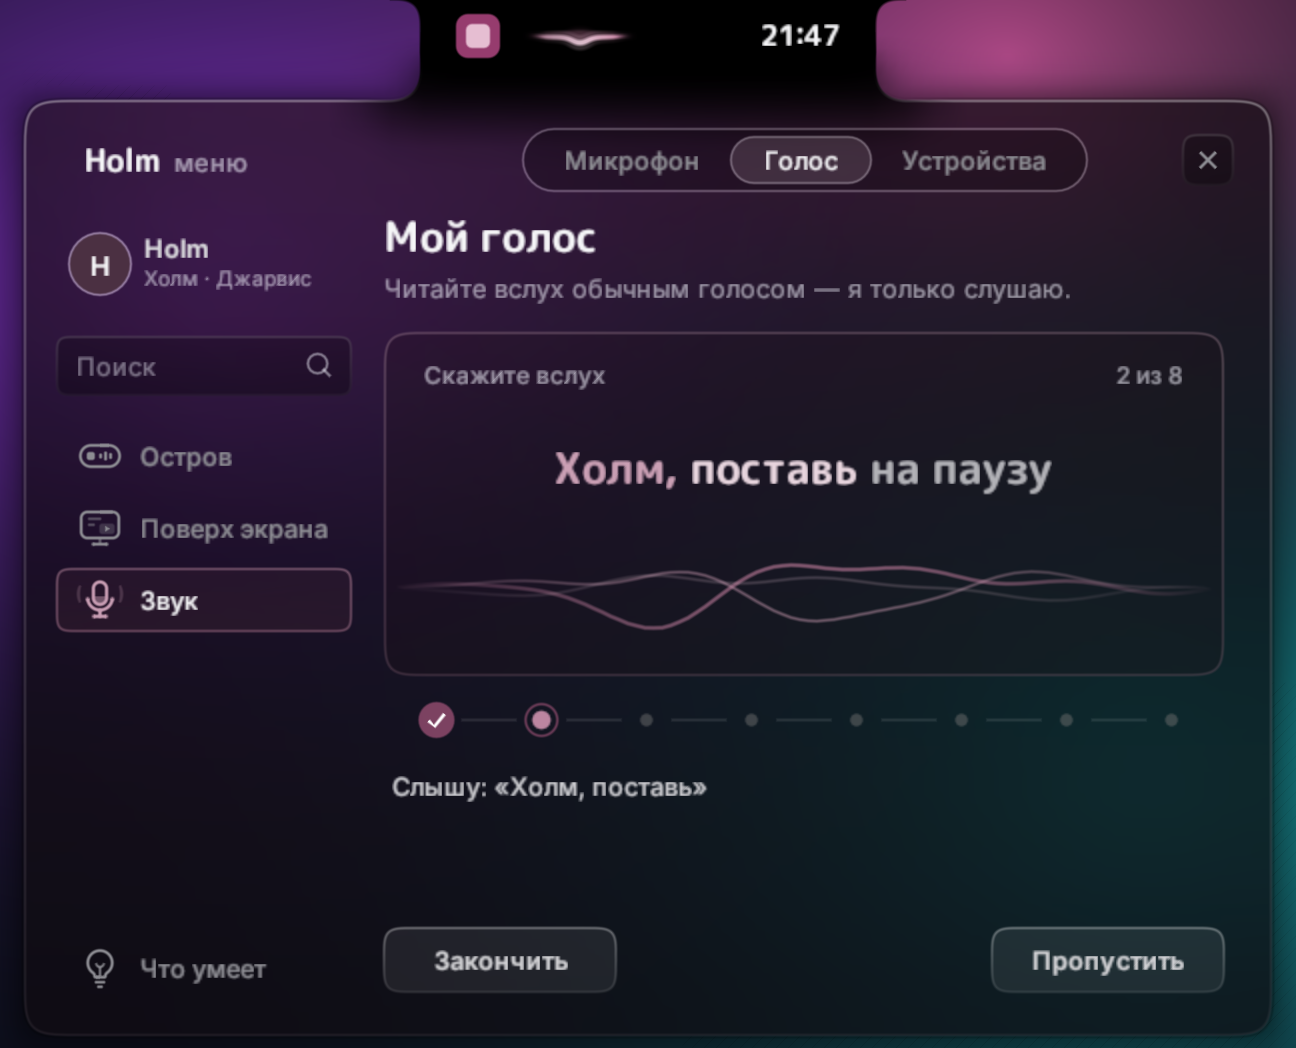 21:47
Holm меню
Микрофон Голос Устройства
H
Holm
Холм · Джарвис
Поиск
Остров
Поверх экрана
Звук
Что умеет
Мой голос
Читайте вслух обычным голосом — я только слушаю.
Скажите вслух
2 из 8
Холм, поставь на паузу
Слышу: «Холм, поставь»
Закончить
Пропустить